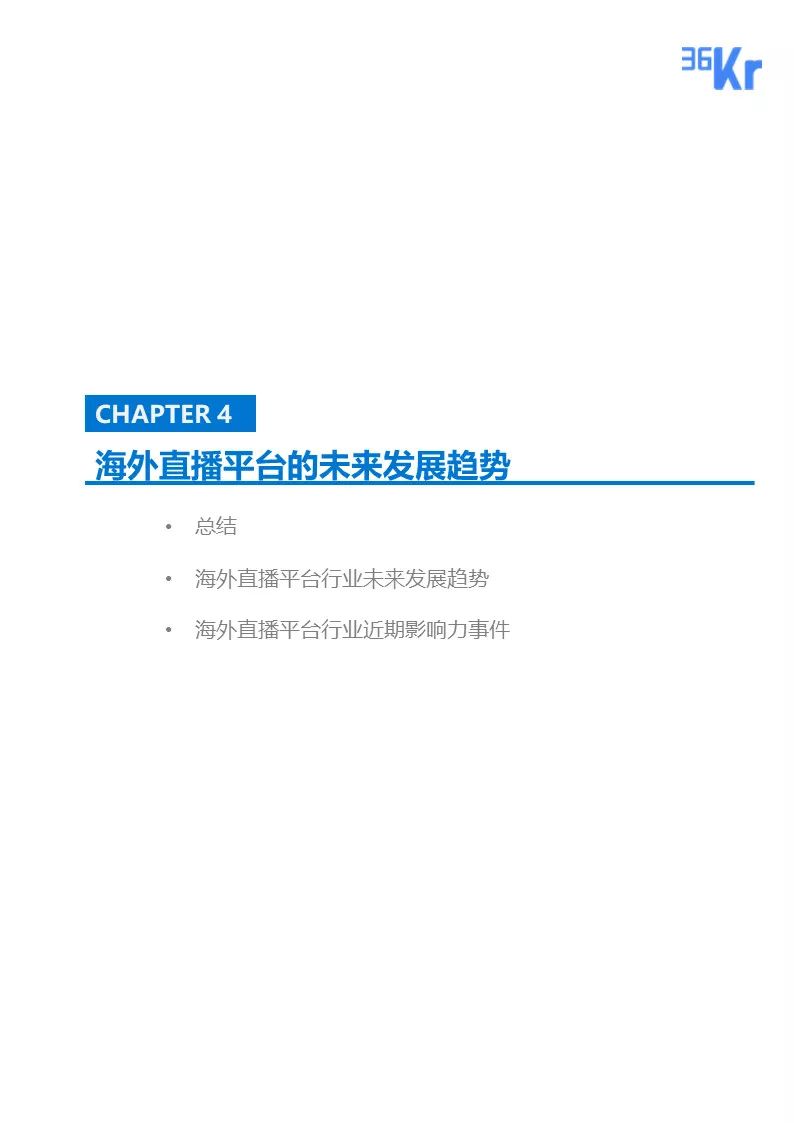 36Kr
CHAPTER 4
海外直播平台的未来发展趋势
• 总结
• 海外直播平台行业未来发展趋势
• 海外直播平台行业近期影响力事件